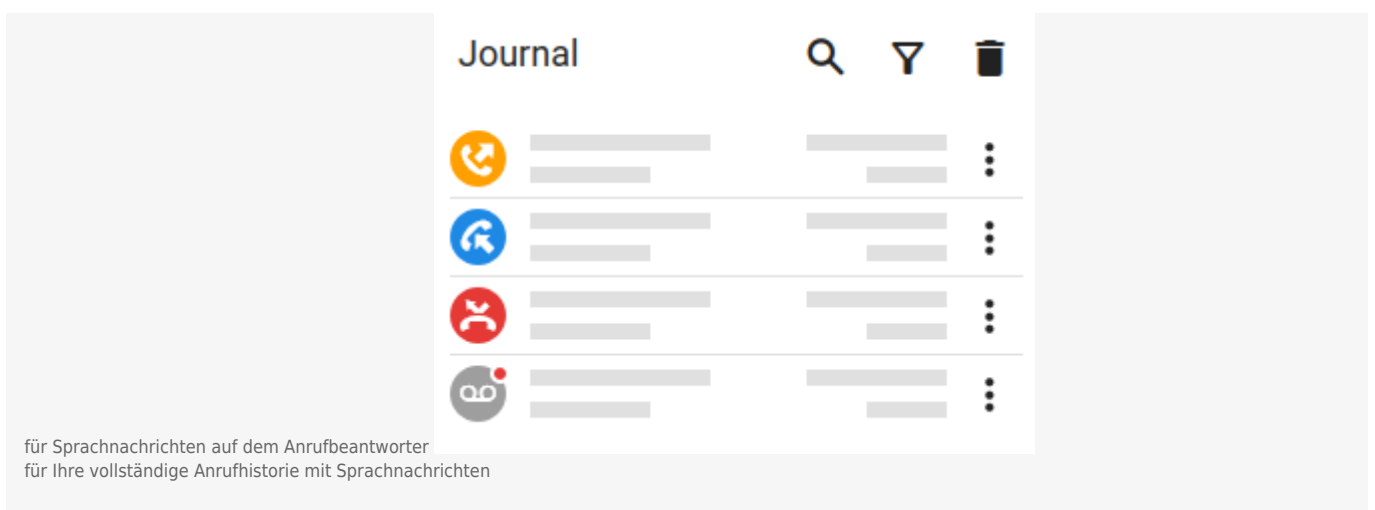 Journal
für Sprachnachrichten auf dem Anrufbeantworter
für Ihre vollständige Anrufhistorie mit Sprachnachrichten